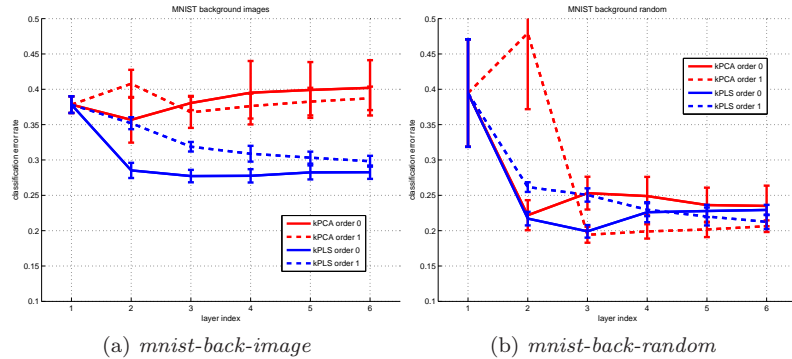 MNIST background images
0.5
0.45
0.4
0.35
0.3
0.25
0.2
0.15
0.1
classification error rate
kPCA order 0
kPCA order 1
kPLS order 0
kPLS order 1
1 2 3 4 5 6
layer index
(a) mnist-back-image
MNIST background random
0.5
0.45
0.4
0.35
0.3
0.25
0.2
0.15
0.1
classification error rate
kPCA order 0
kPCA order 1
kPLS order 0
kPLS order 1
1 2 3 4 5 6
layer index
(b) mnist-back-random